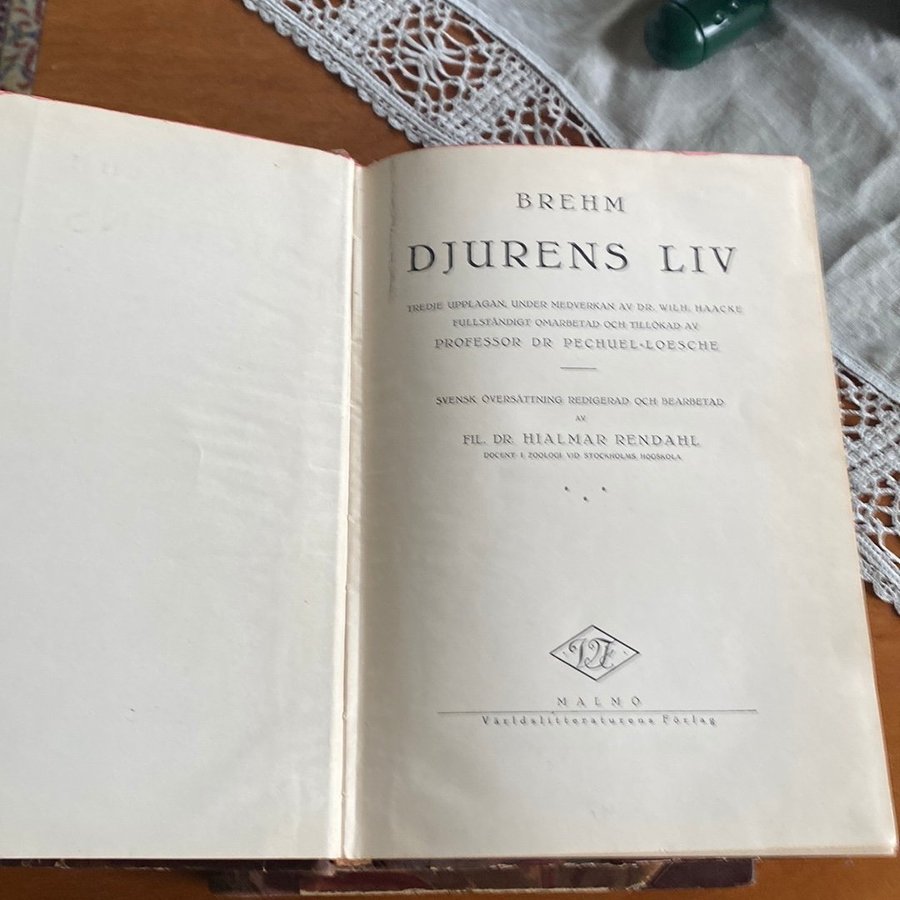 BREHM
DJURENS LIV
TREDJE UPPLAGAN, UNDER MEDVERKAN AV DR. WILH. HAACKE
FULLSTÄNDIGT OMARBETAD OCH TILLÖKAD AV
PROFESSOR DR PECHUEL-LOESCHE
SVENSK ÖVERSÄTTNING REDIGERAD OCH BEARBETAD
AV
FIL. DR. HIALMAR RENDAHL
DOCENT I ZOOLOGI VID STOCKHOLMS HÖGSKOLA
MALMÖ
Världslitteraturens Förlag